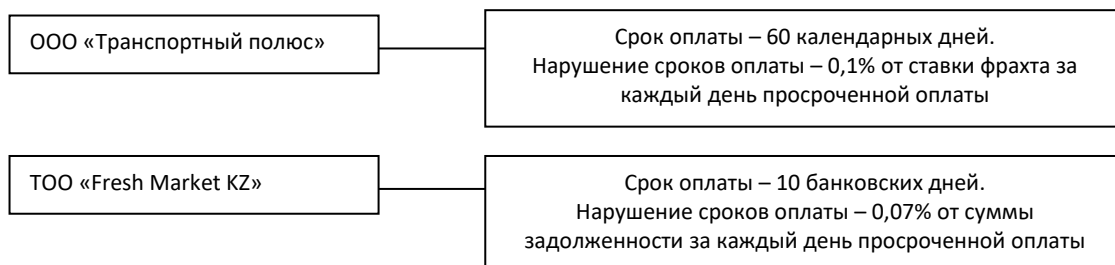 ООО «Транспортный полюс»
Срок оплаты – 60 календарных дней.
Нарушение сроков оплаты – 0,1% от ставки фрахта за
каждый день просроченной оплаты
ТОО «Fresh Market KZ»
Срок оплаты – 10 банковских дней.
Нарушение сроков оплаты – 0,07% от суммы
задолженности за каждый день просроченной оплаты